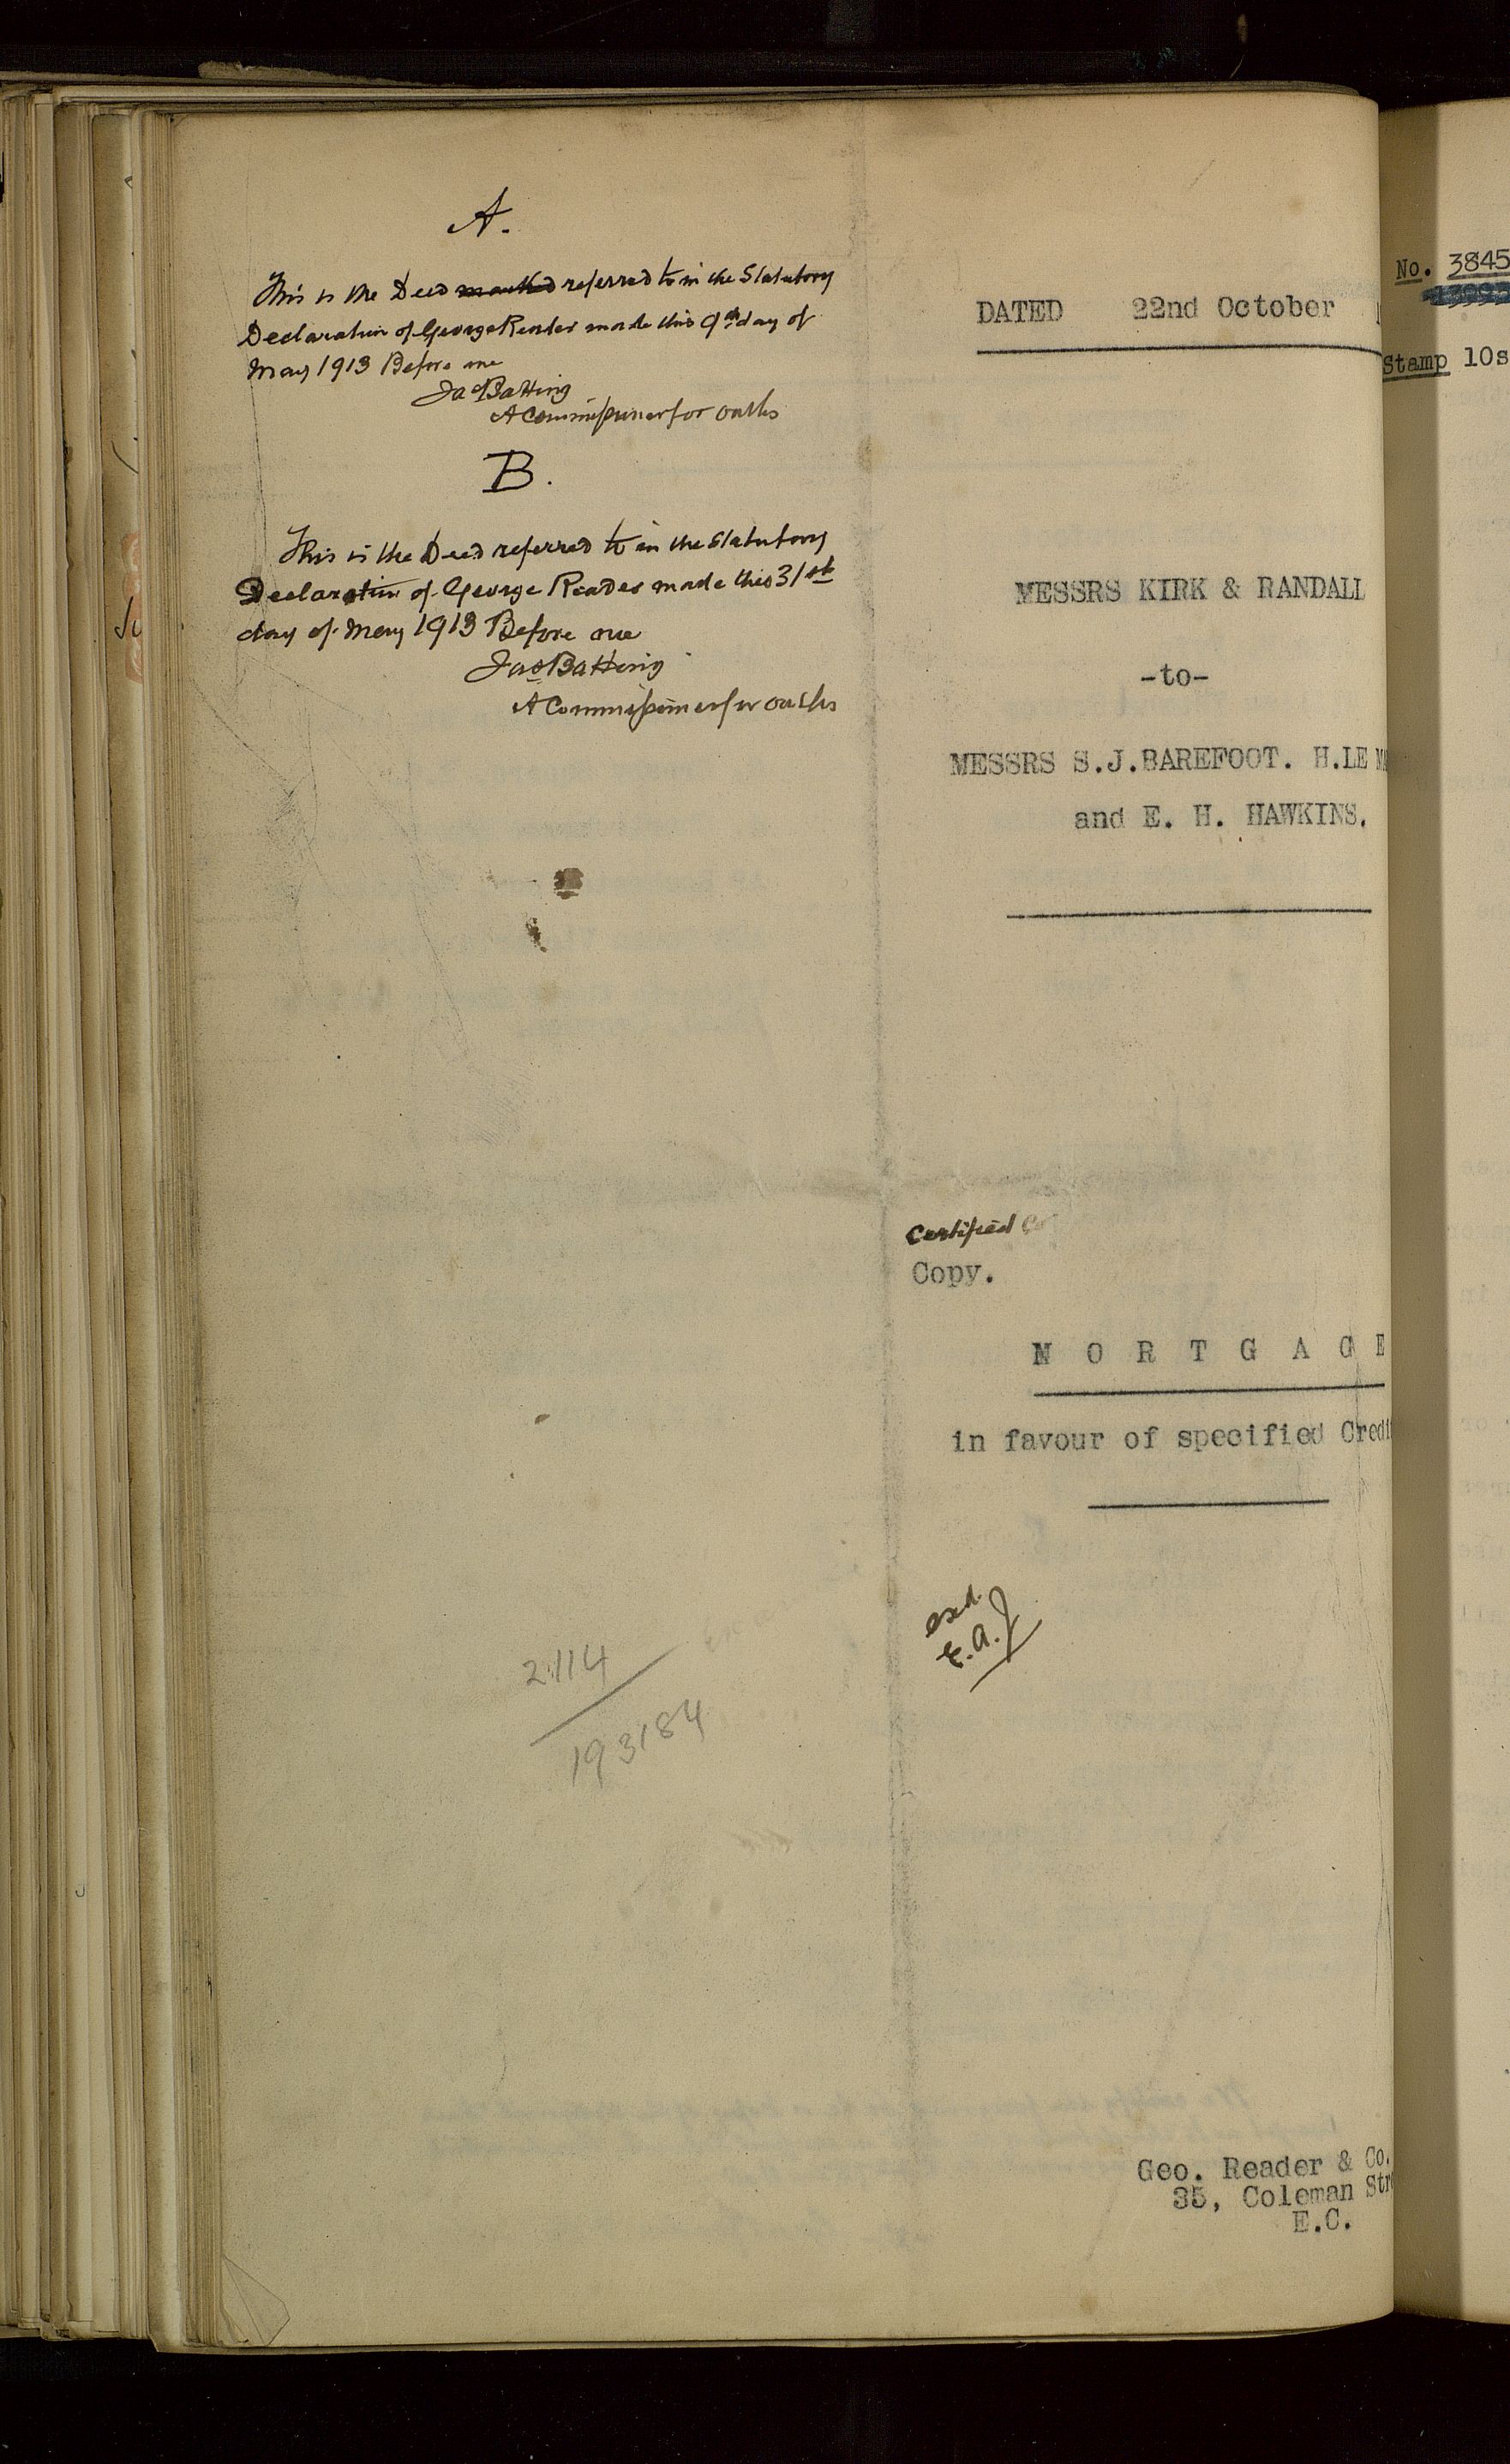 A.
This is the Deed marked referred to in the Statutory
Declaration of George Reader made this 9th day of
May 1913 Before me
Jas Batting
A Commissioner for oaths
B.
This is the Deed referred to in the Statutory
Declaration of George Reader made this 31st
day of May 1913 Before me
Jas Batting
A Commissioner for oaths
2114
193184
DATED 22nd October
MESSRS KIRK & RANDALL
-to-
MESSRS S.J.BAREFOOT. H.LE
and E. H. HAWKINS.
Certified
Copy.
M O R T G A G E
in favour of specified Credi
exd.
E.A.J
Geo. Reader & Co.
35, Coleman Str
E.C.
No. 3845
Stamp 10s